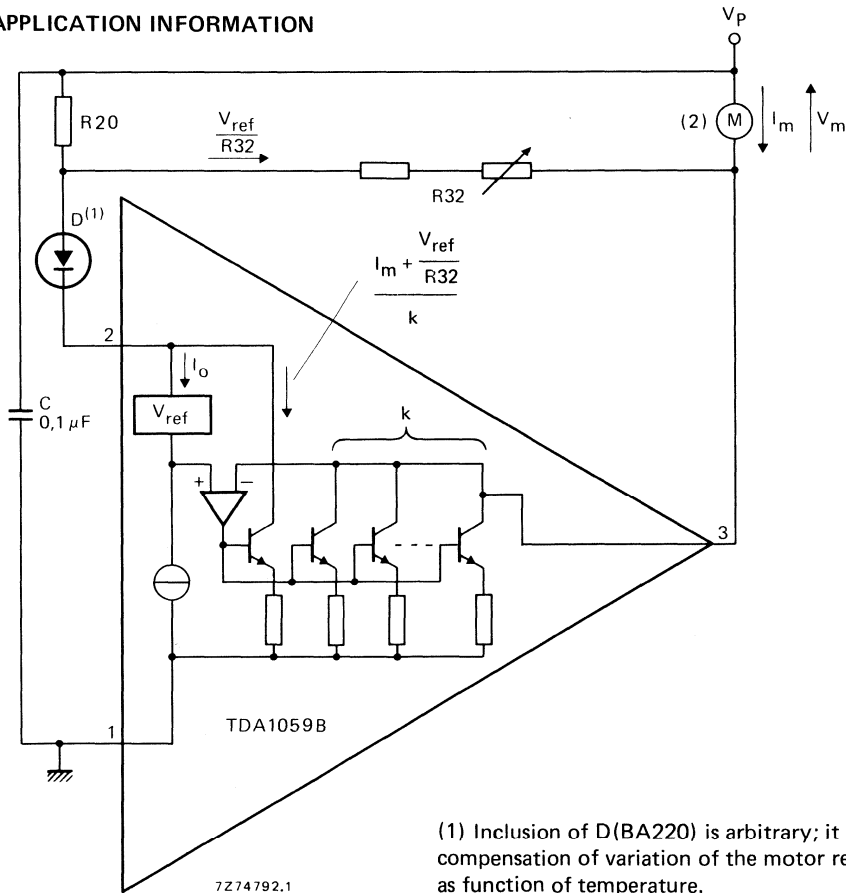 APPLICATION INFORMATION
V_P
R20
V_ref
R32
(2) M I_m V_m
R32
D(1)
I_m + V_ref
R32
k
2
I_o
V_ref
C
0,1 µF
k
+ −
3
TDA1059B
1
7Z74792.1
(1) Inclusion of D(BA220) is arbitrary; it
compensation of variation of the motor re
as function of temperature.